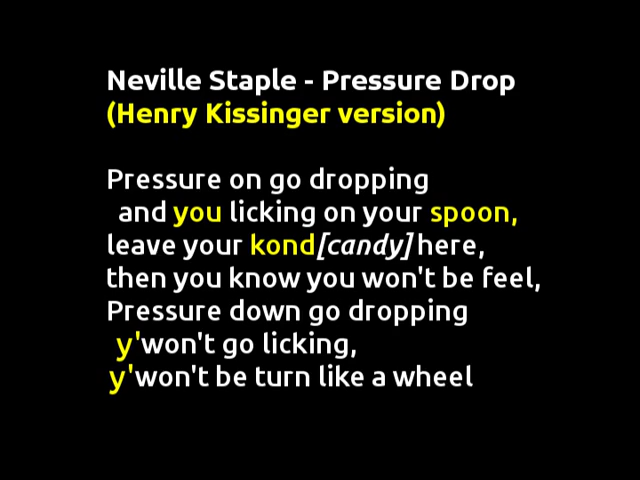 Neville Staple - Pressure Drop
(Henry Kissinger version)
Pressure on go dropping
and you licking on your spoon,
leave your kond[candy] here,
then you know you won't be feel,
Pressure down go dropping
y'won't go licking,
y'won't be turn like a wheel